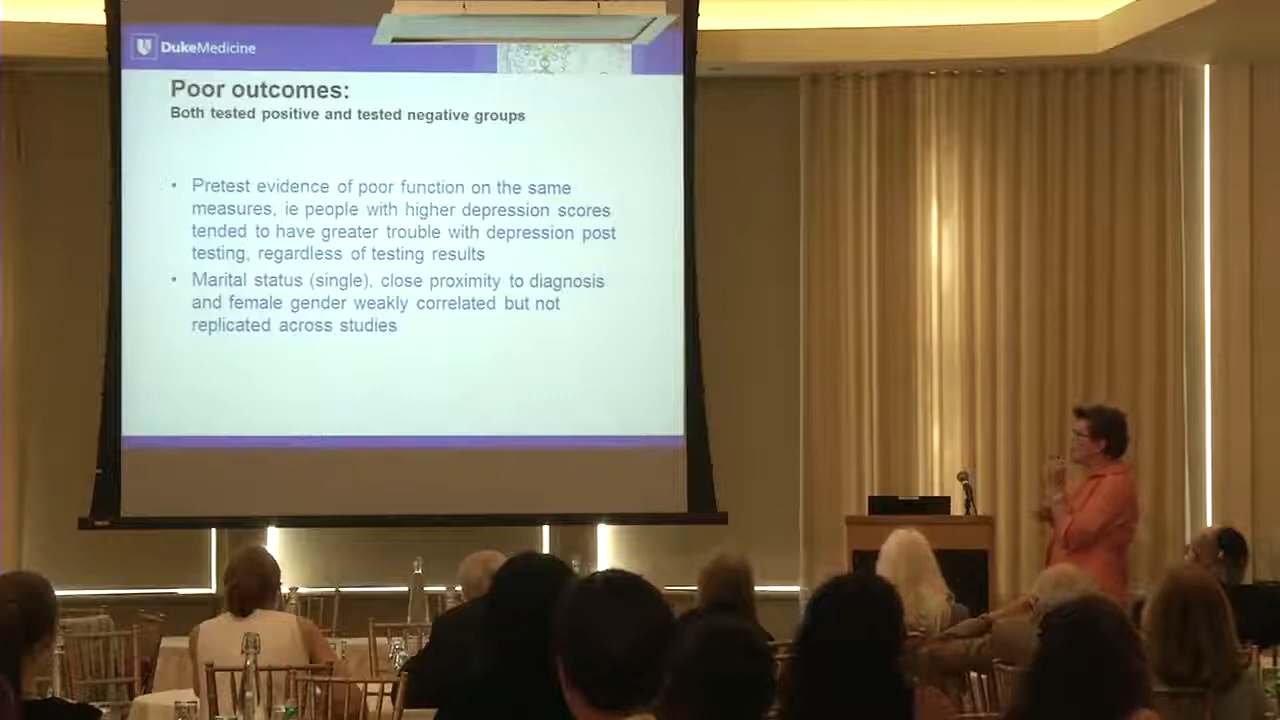 DukeMedicine
Poor outcomes:
Both tested positive and tested negative groups
• Pretest evidence of poor function on the same
measures, ie people with higher depression scores
tended to have greater trouble with depression post
testing, regardless of testing results
• Marital status (single), close proximity to diagnosis
and female gender weakly correlated but not
replicated across studies